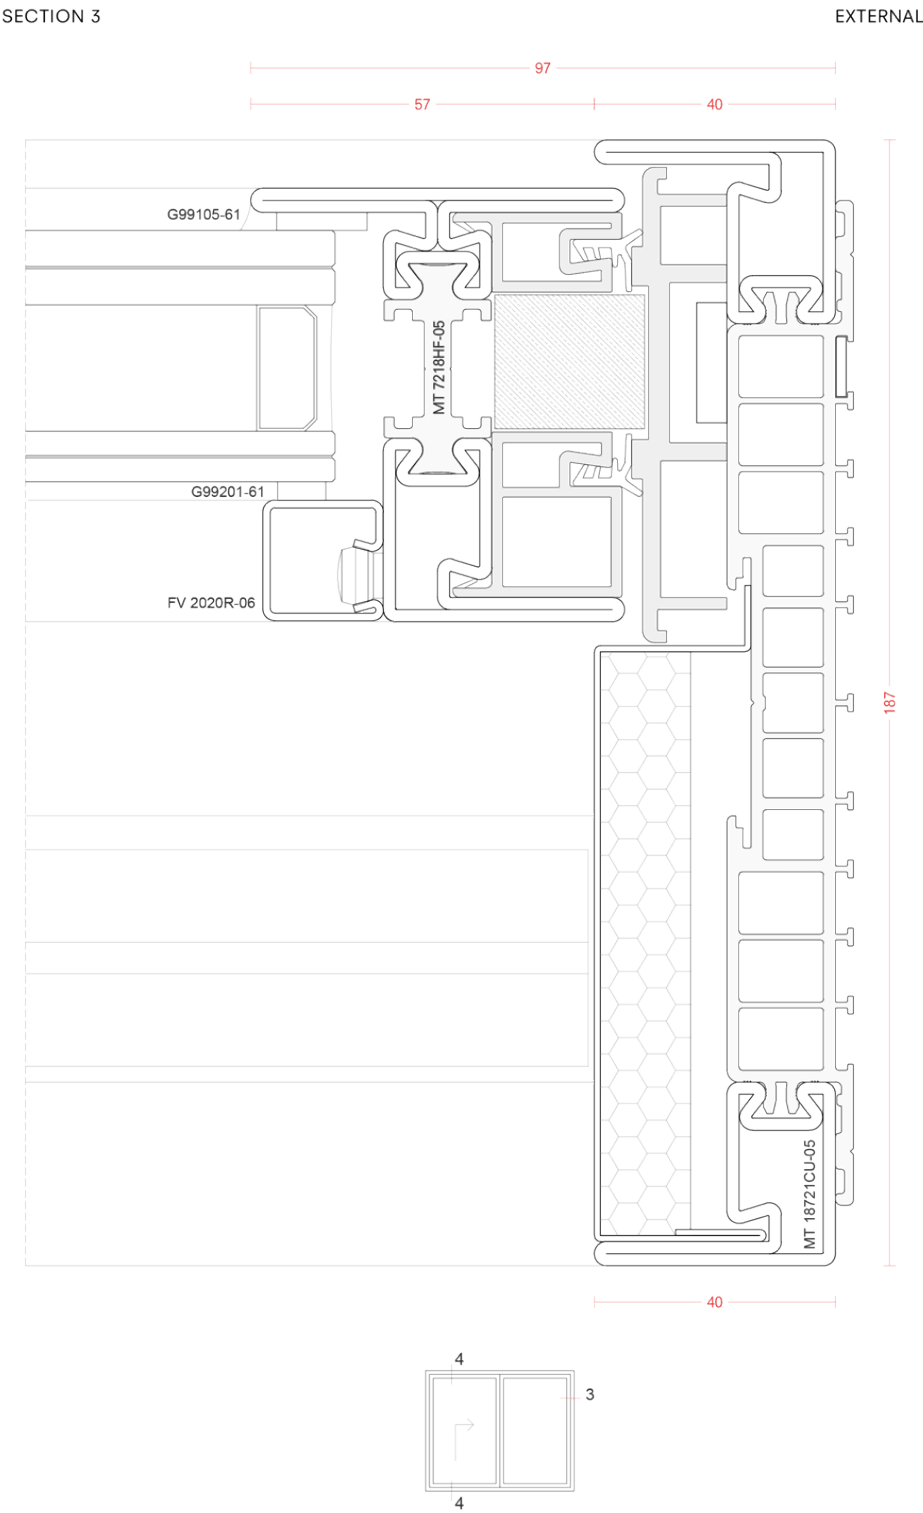 SECTION 3
EXTERNAL
97
57
40
G99105-61
MT 7218HF-05
G99201-61
FV 2020R-06
187
MT 18721CU-05
40
4
3
4